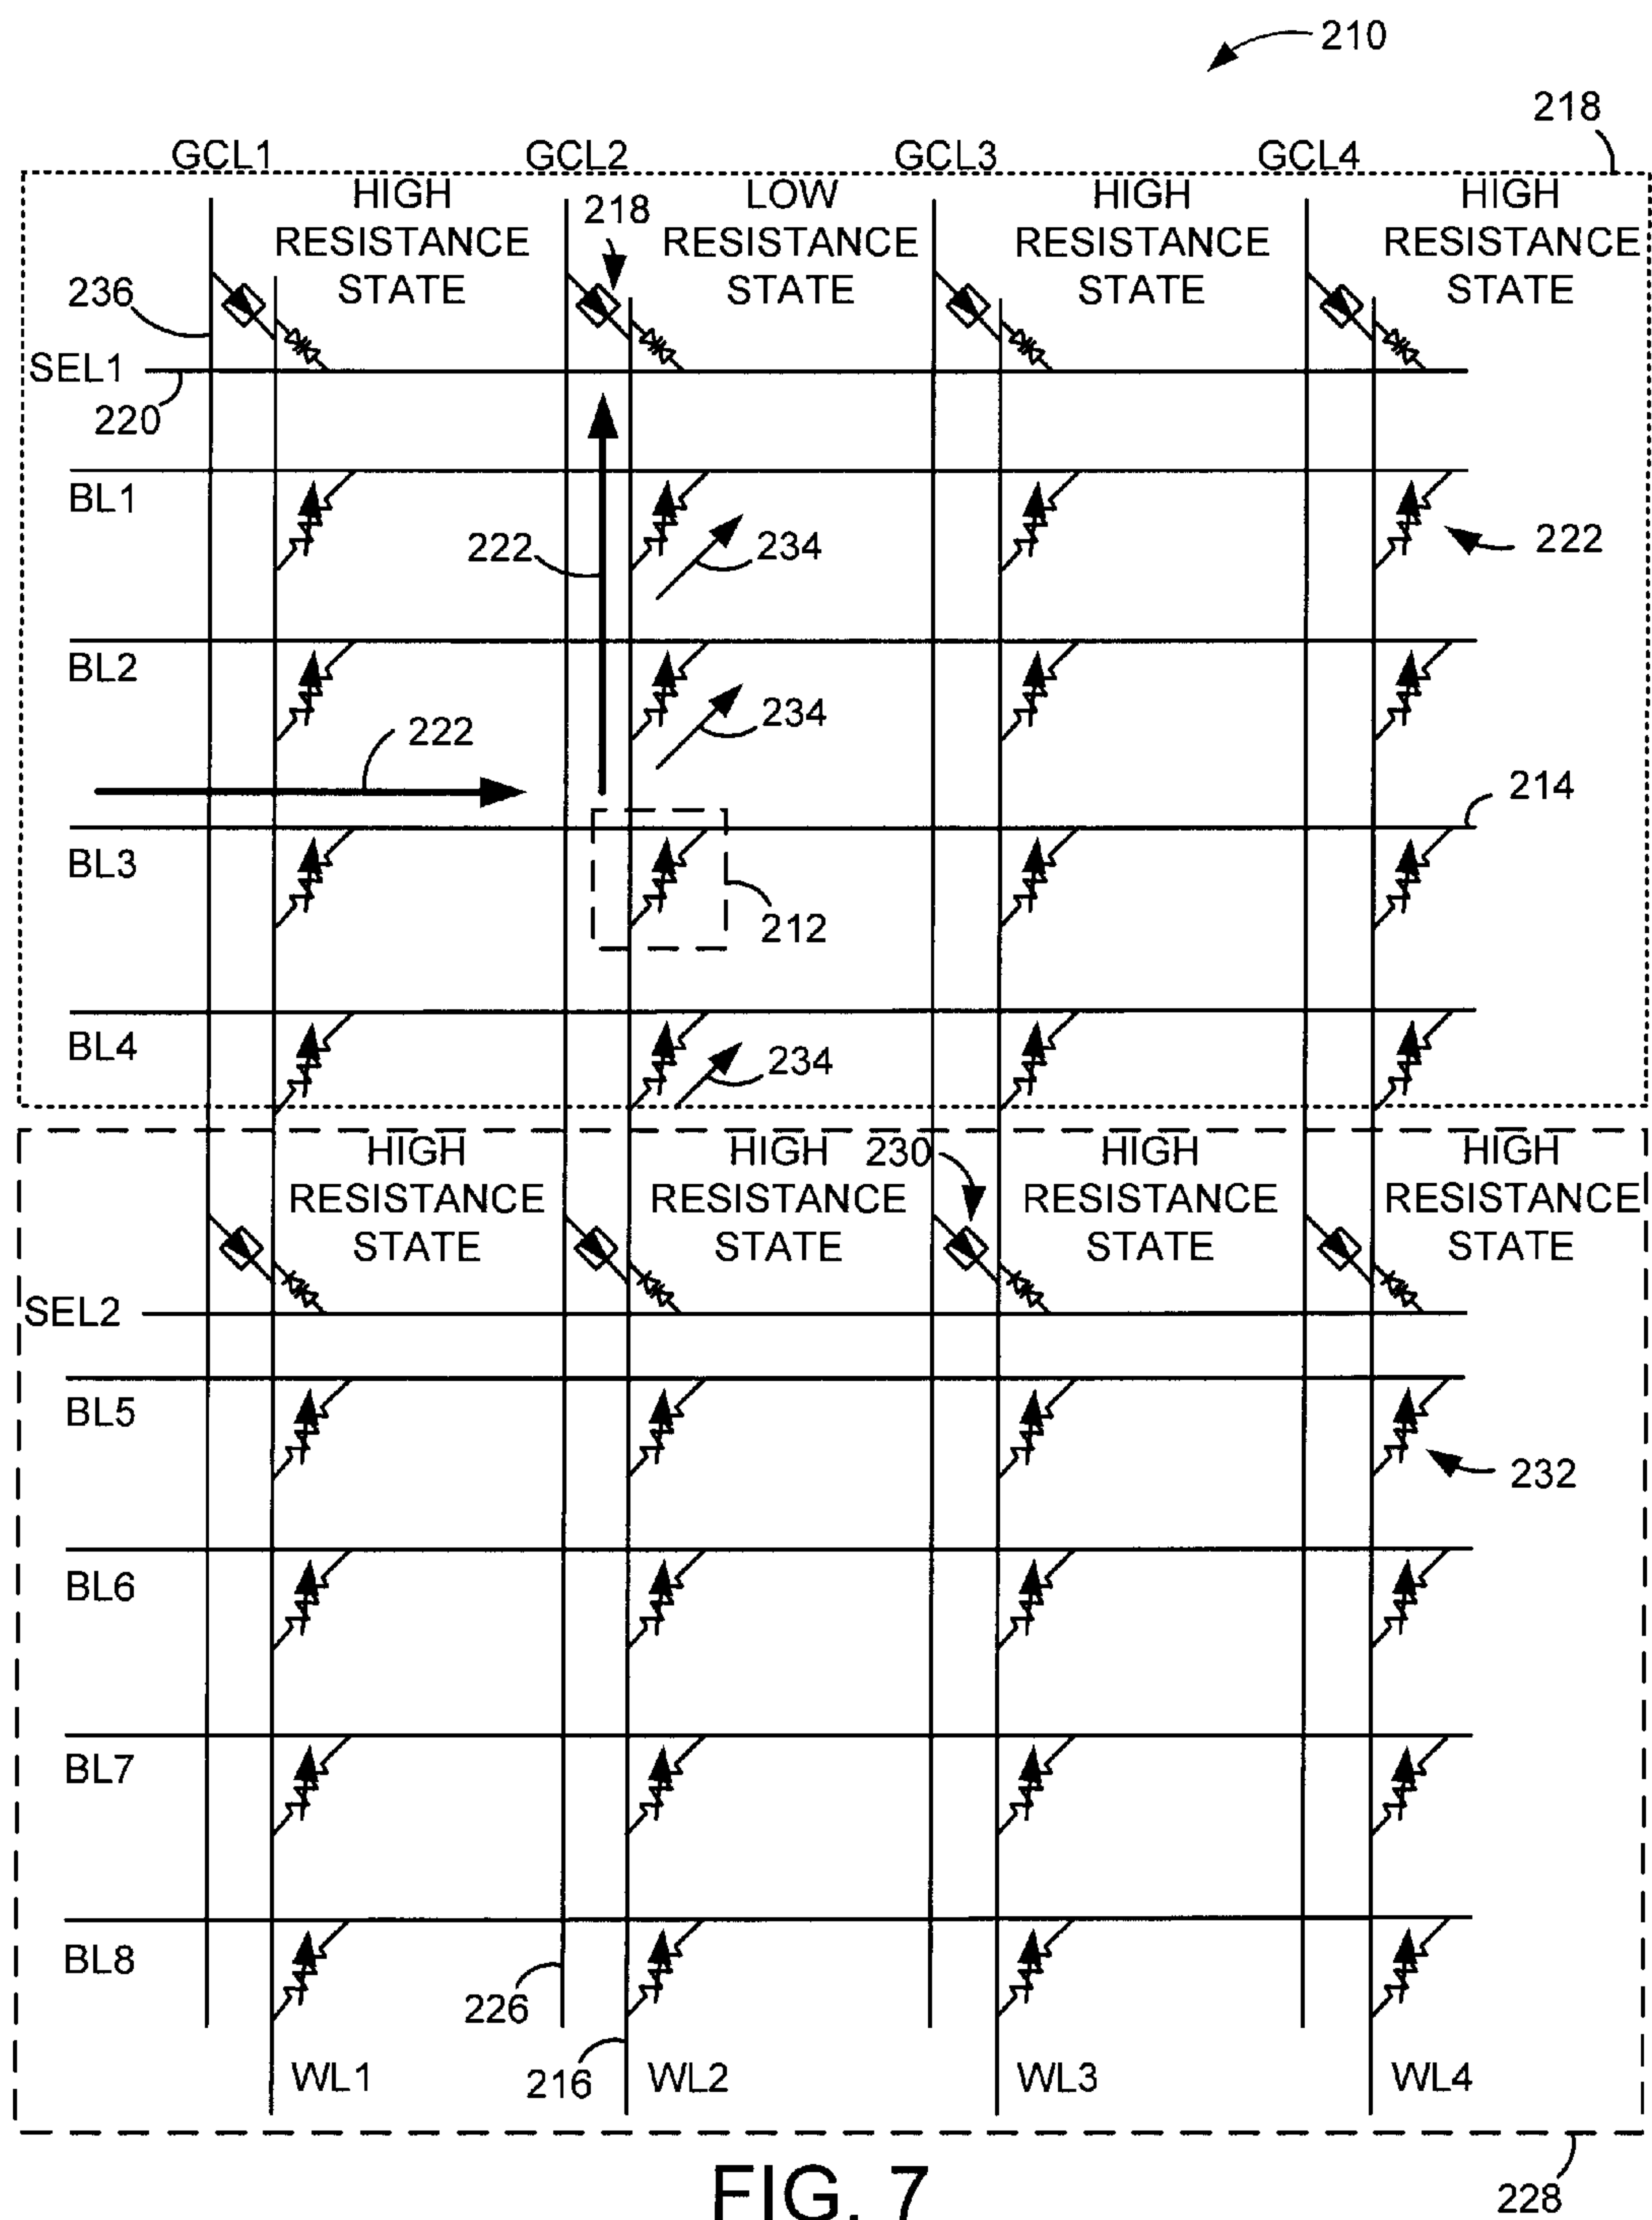 210
218
GCL1 GCL2 GCL3 GCL4
HIGH RESISTANCE STATE
218
LOW RESISTANCE STATE
HIGH RESISTANCE STATE
HIGH RESISTANCE STATE
236
SEL1
220
BL1
222
234
222
BL2
234
222
214
BL3
212
BL4
234
HIGH RESISTANCE STATE
HIGH RESISTANCE STATE
230
HIGH RESISTANCE STATE
HIGH RESISTANCE STATE
SEL2
BL5
232
BL6
BL7
BL8
226
WL1
216
WL2
WL3
WL4
FIG. 7
228